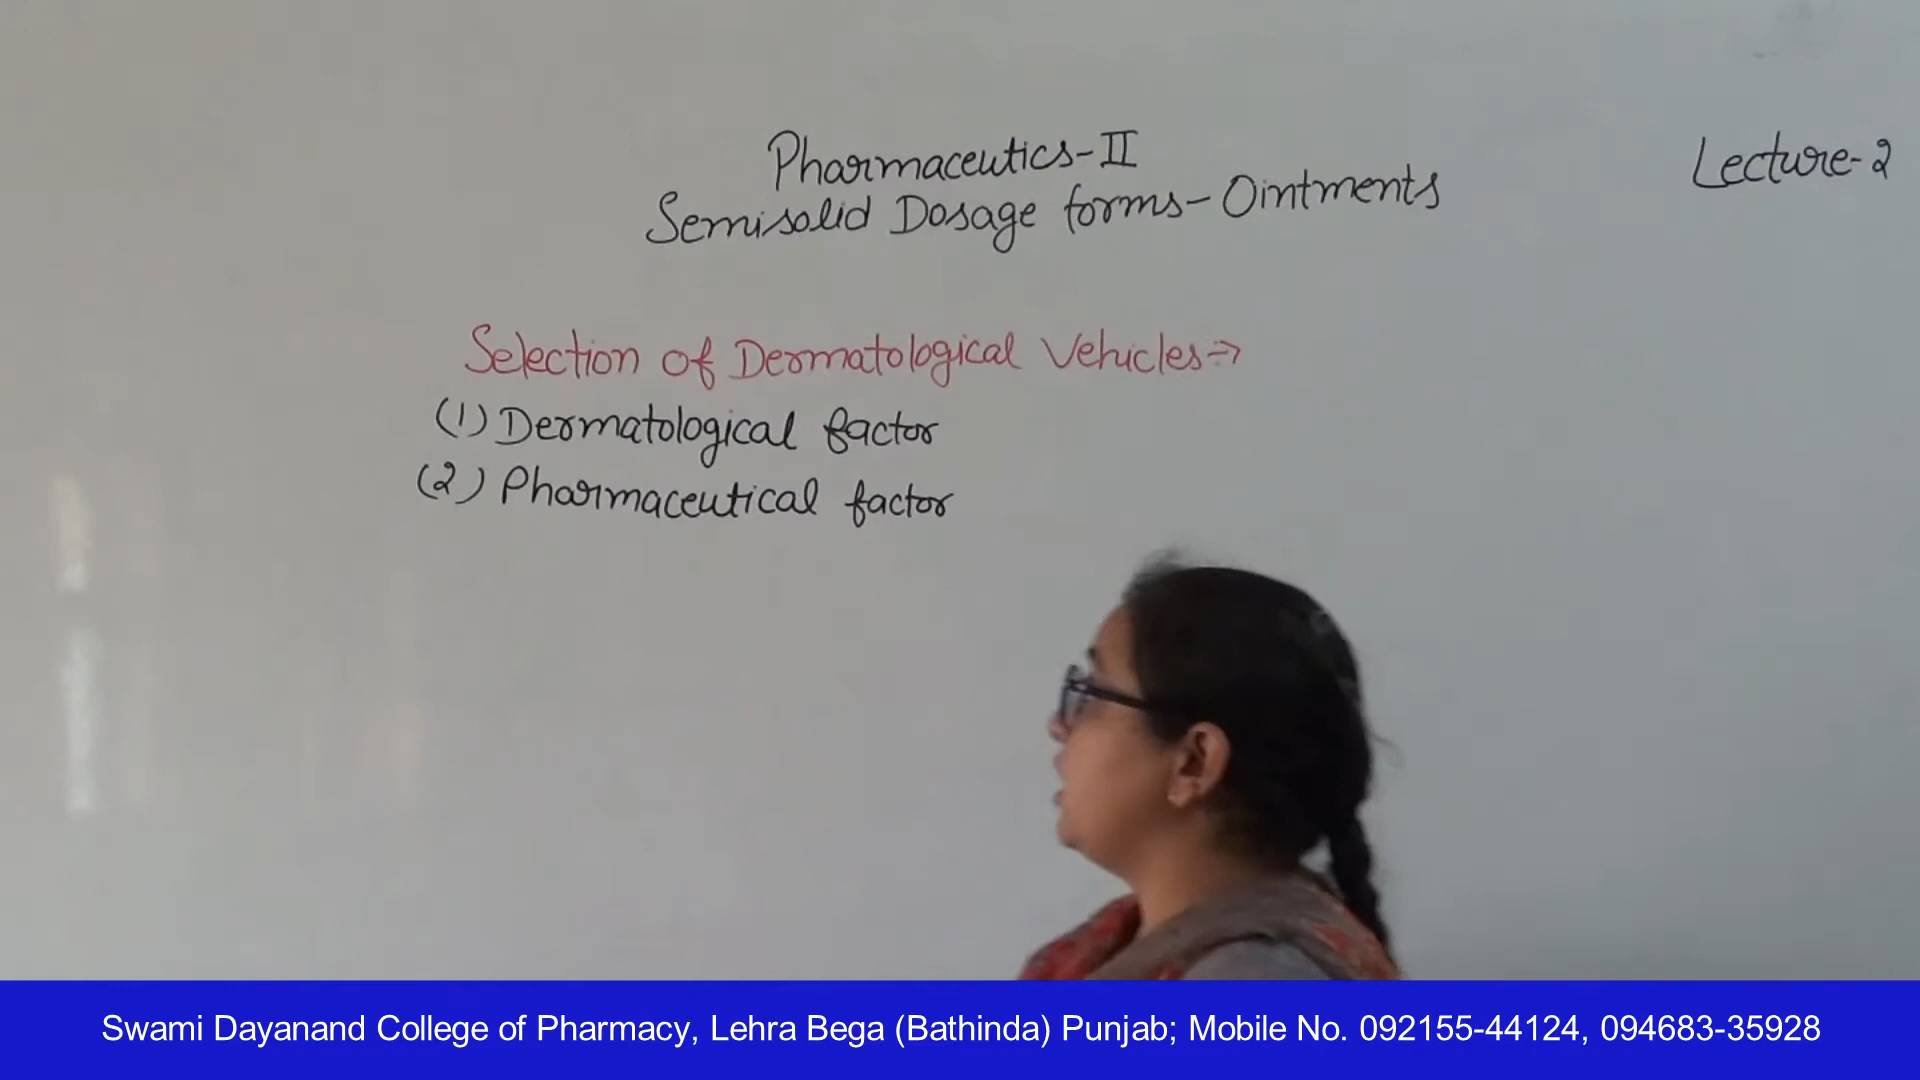 Pharmaceutics-II
Lecture-2
Semisolid Dosage forms-Ointments
Selection of Dermatological Vehicles:→
(1) Dermatological factor
(2) Pharmaceutical factor
Swami Dayanand College of Pharmacy, Lehra Bega (Bathinda) Punjab; Mobile No. 092155-44124, 094683-35928